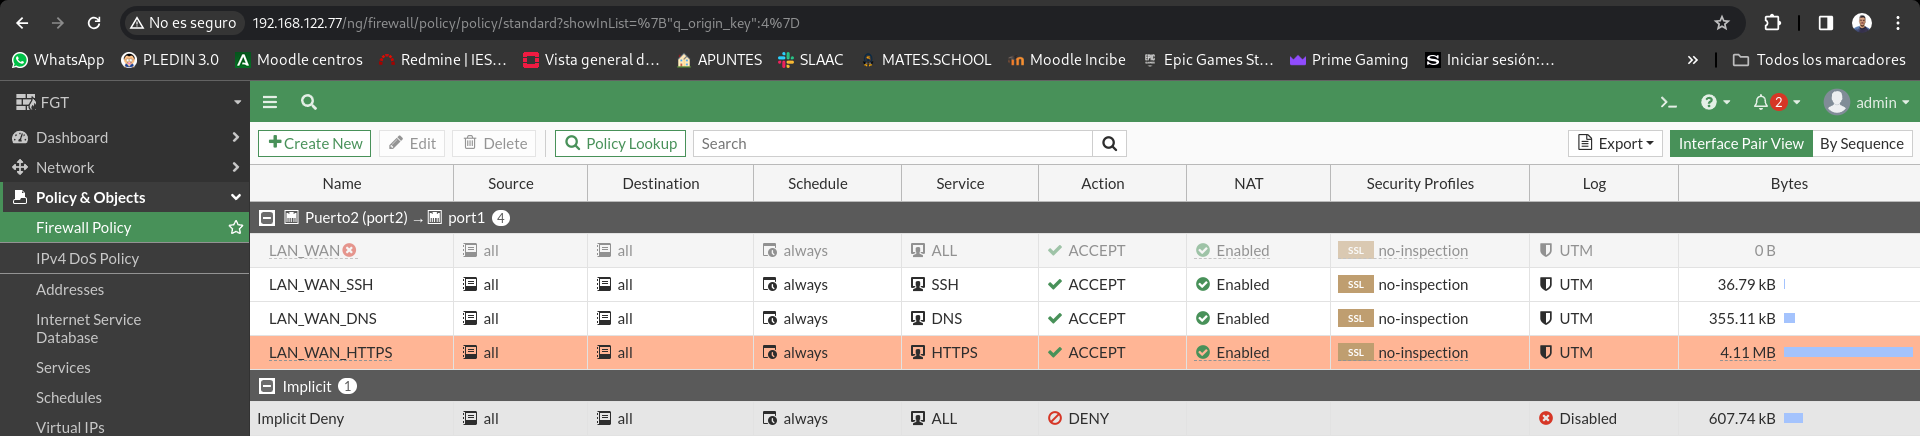 No es seguro 192.168.122.77/ng/firewall/policy/policy/standard?showInList=%7B"q_origin_key":4%7D
WhatsApp PLEDIN 3.0 Moodle centros Redmine | IES... Vista general d... APUNTES SLAAC MATES.SCHOOL Moodle Incibe Epic Games St... Prime Gaming Iniciar sesión:... » Todos los marcadores
FGT 2 admin
Dashboard
Network
Policy & Objects
Firewall Policy
IPv4 DoS Policy
Addresses
Internet Service
Database
Services
Schedules
Virtual IPs
Create New Edit Delete Policy Lookup Search Export Interface Pair View By Sequence
Name Source Destination Schedule Service Action NAT Security Profiles Log Bytes
Puerto2 (port2) → port1 4
LAN_WAN all all always ALL ACCEPT Enabled SSL no-inspection UTM 0 B
LAN_WAN_SSH all all always SSH ACCEPT Enabled SSL no-inspection UTM 36.79 kB
LAN_WAN_DNS all all always DNS ACCEPT Enabled SSL no-inspection UTM 355.11 kB
LAN_WAN_HTTPS all all always HTTPS ACCEPT Enabled SSL no-inspection UTM 4.11 MB
Implicit 1
Implicit Deny all all always ALL DENY Disabled 607.74 kB